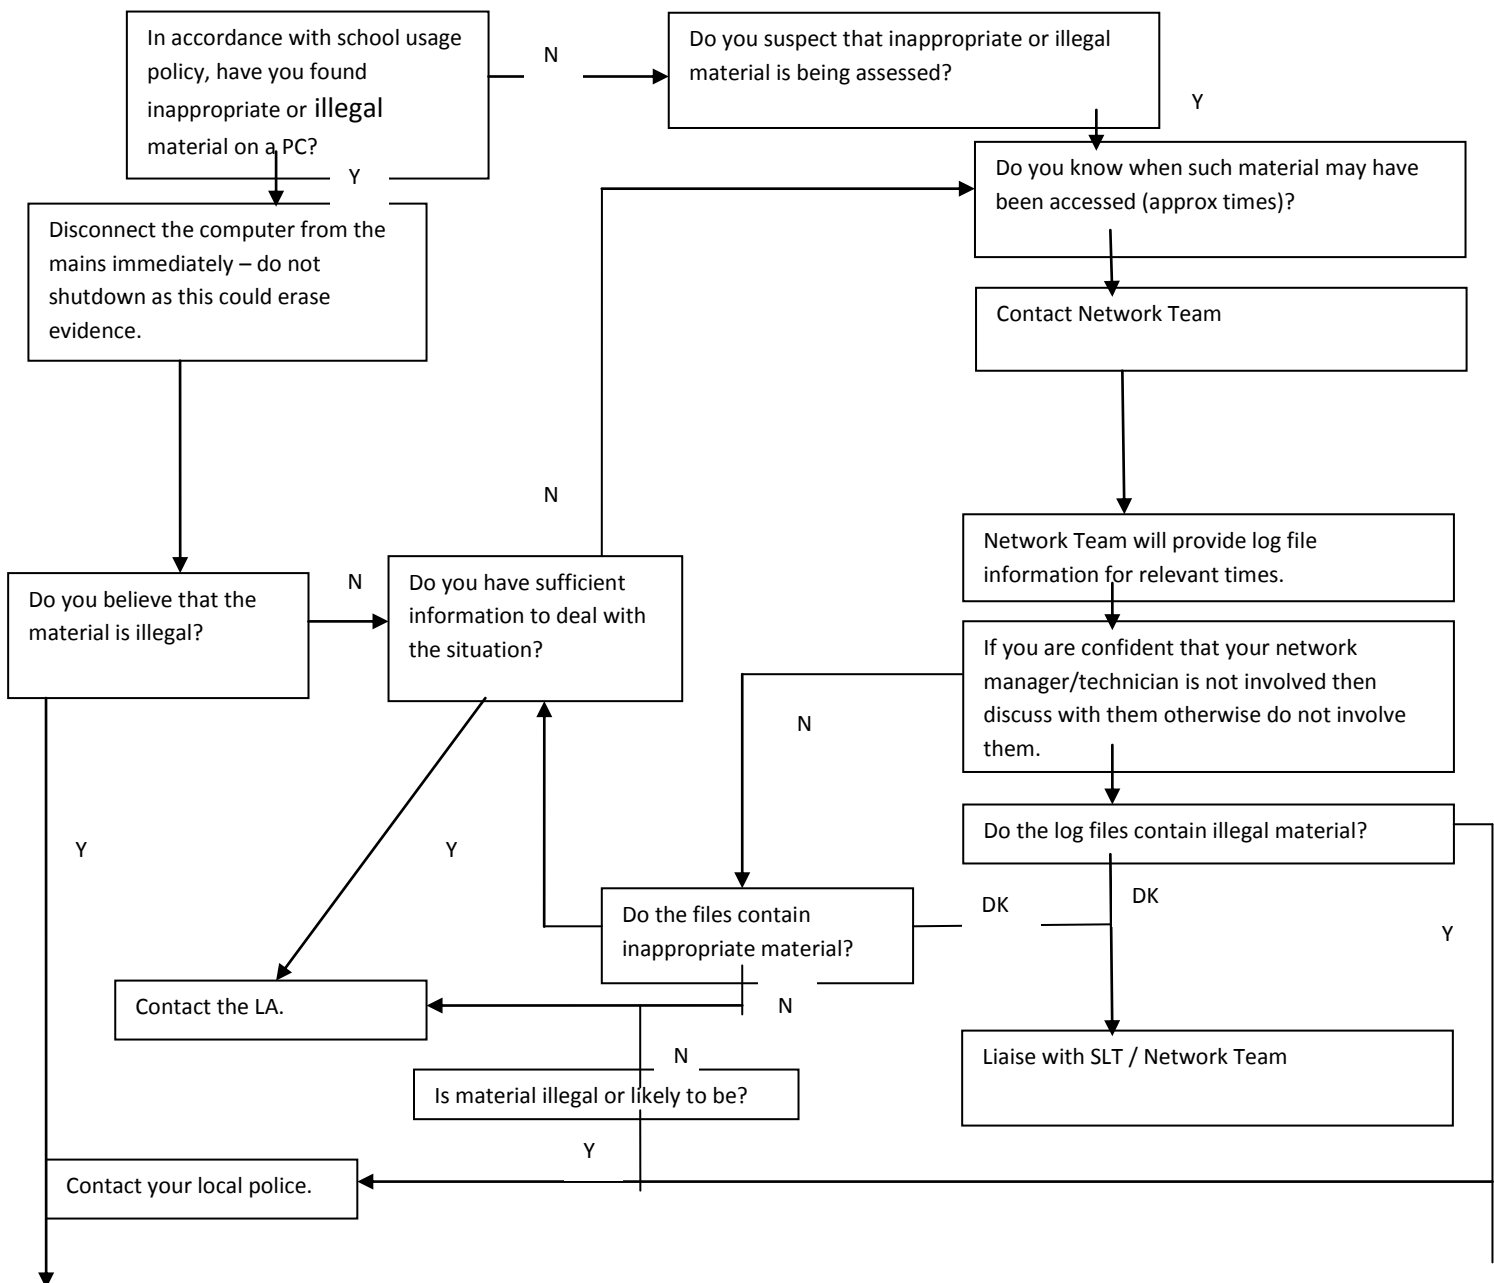 In accordance with school usage
policy, have you found
inappropriate or illegal
material on a PC?
N
Do you suspect that inappropriate or illegal
material is being assessed?
Y
Y
Do you know when such material may have
been accessed (approx times)?
Disconnect the computer from the
mains immediately – do not
shutdown as this could erase
evidence.
Contact Network Team
N
Network Team will provide log file
information for relevant times.
Do you believe that the
material is illegal?
N
Do you have sufficient
information to deal with
the situation?
If you are confident that your network
manager/technician is not involved then
discuss with them otherwise do not involve
them.
N
Do the log files contain illegal material?
Y
Y
Do the files contain
inappropriate material?
DK
DK
Y
Contact the LA.
N
N
Liaise with SLT / Network Team
Is material illegal or likely to be?
Y
Contact your local police.